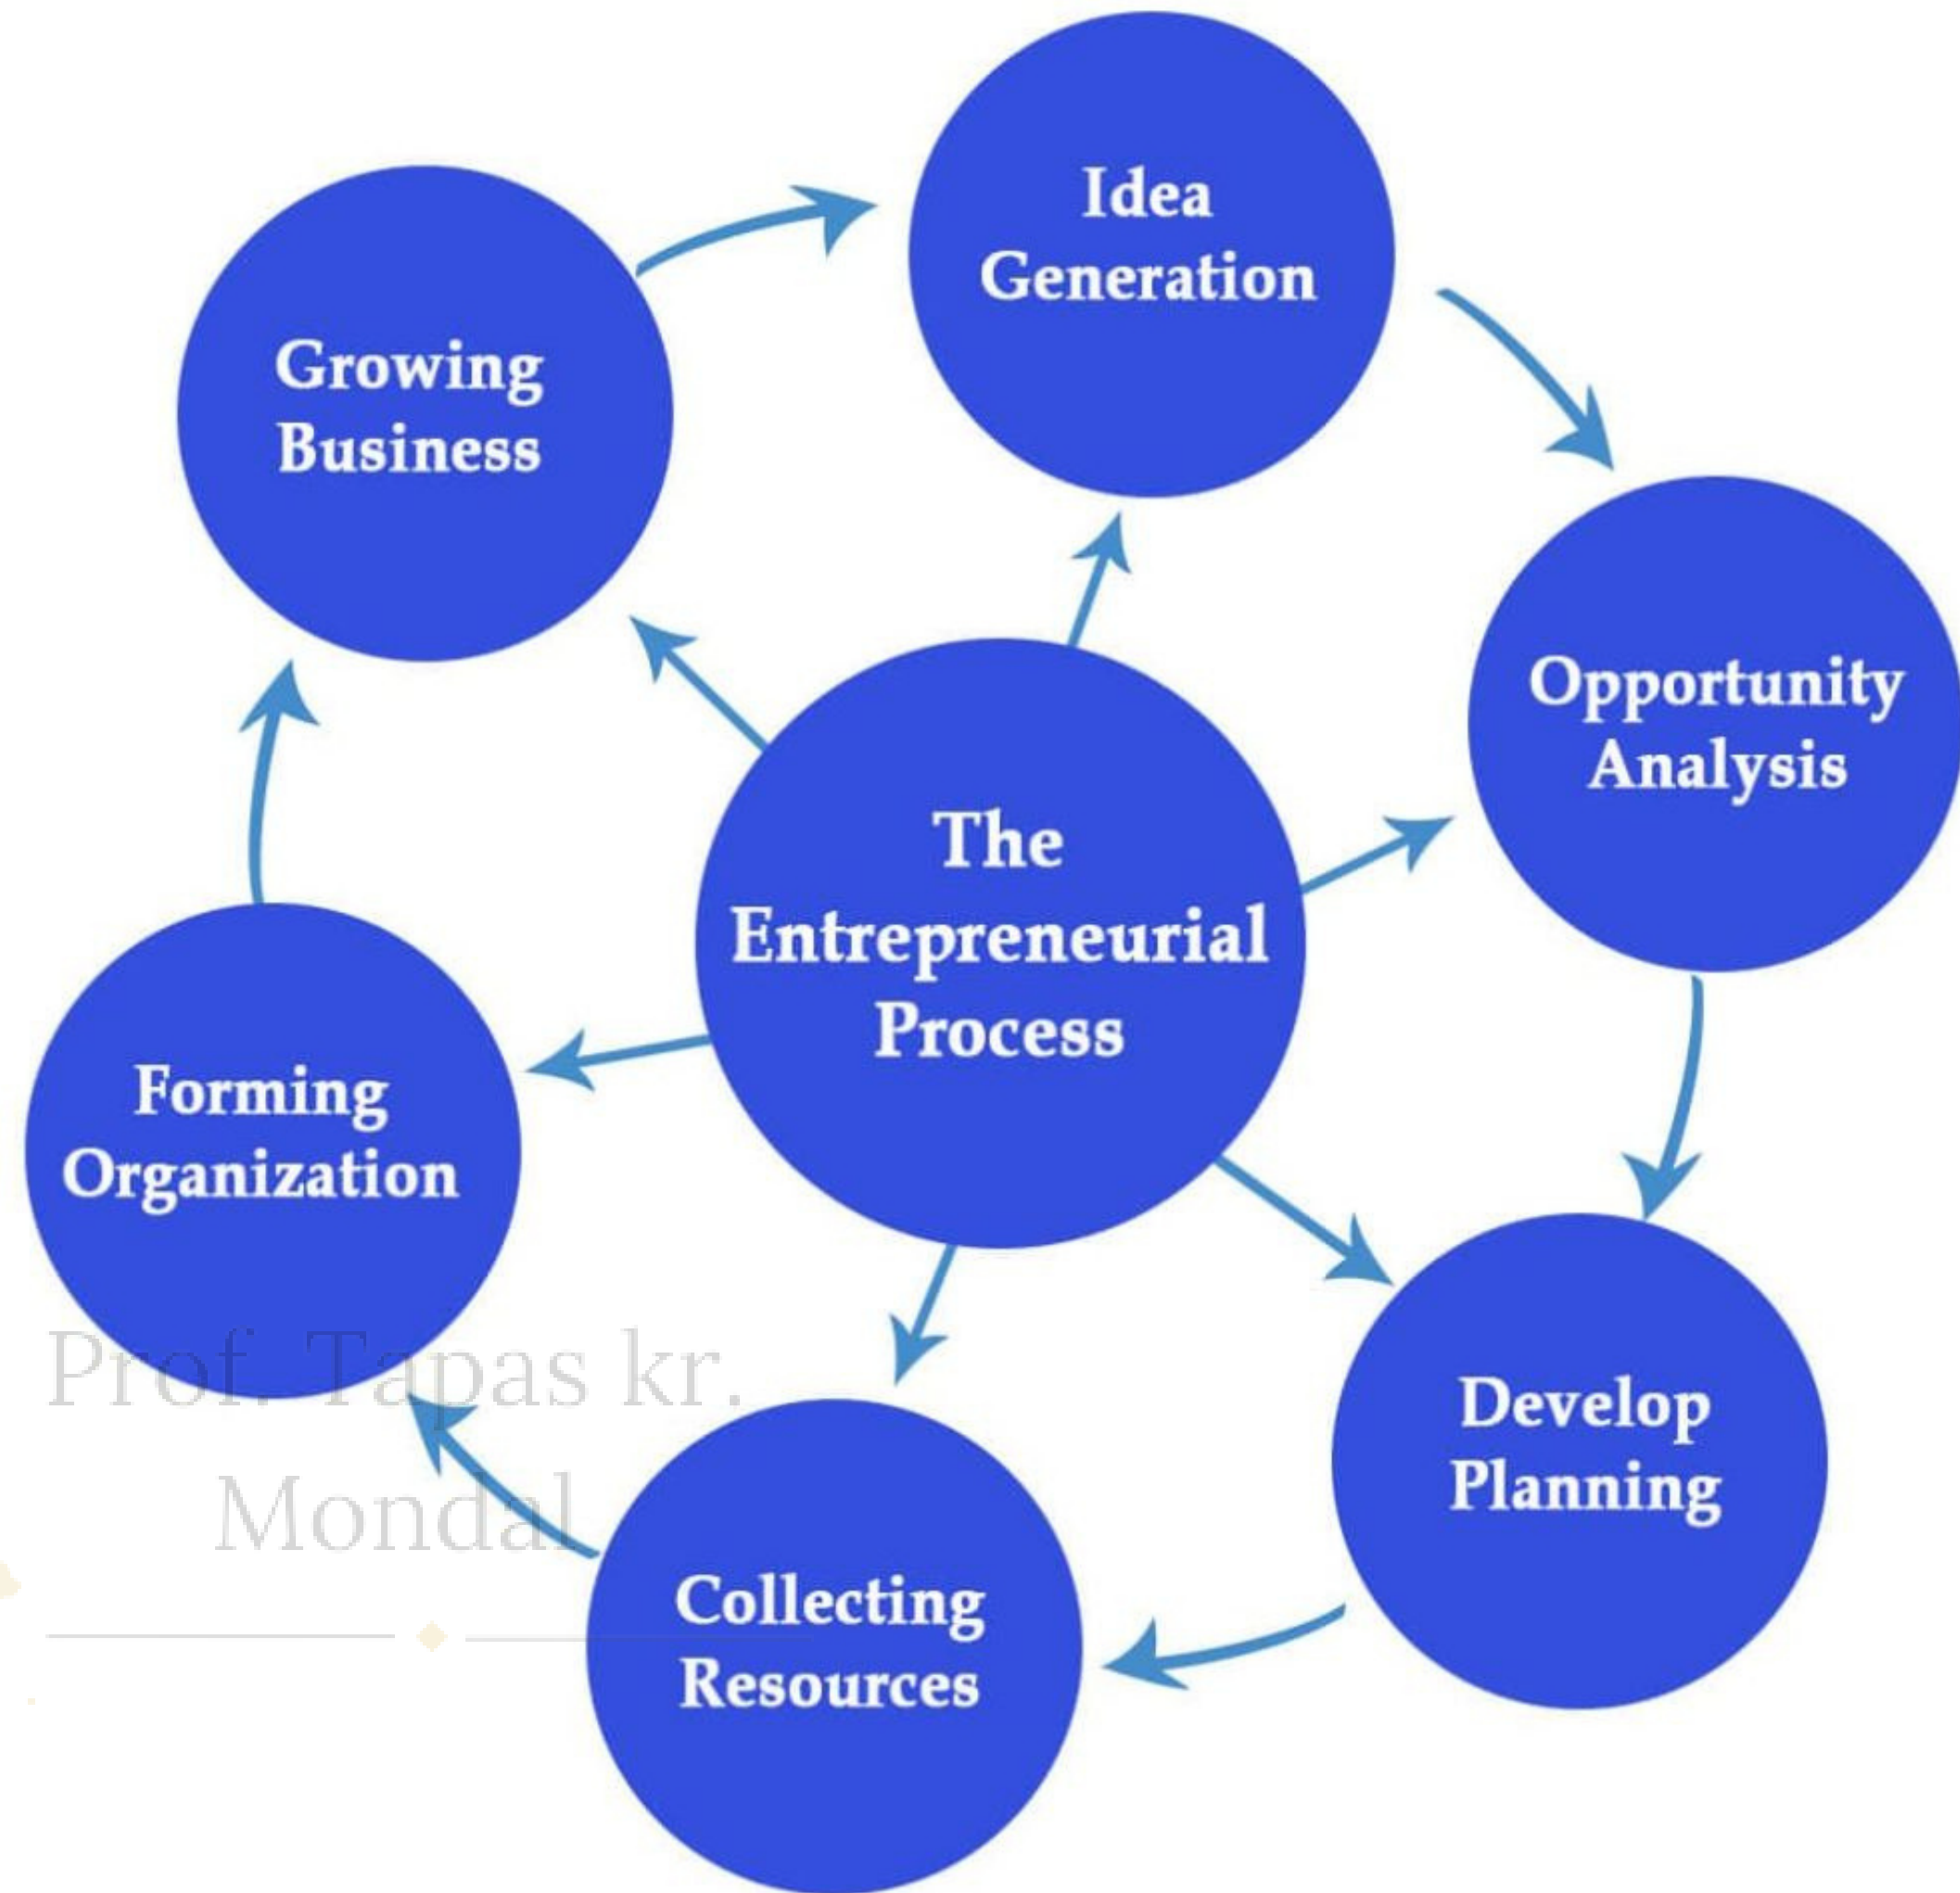 Idea
Generation
Growing
Business
Opportunity
Analysis
The
Entrepreneurial
Process
Forming
Organization
Develop
Planning
Collecting
Resources
Prof. Tapas kr.
Mondal